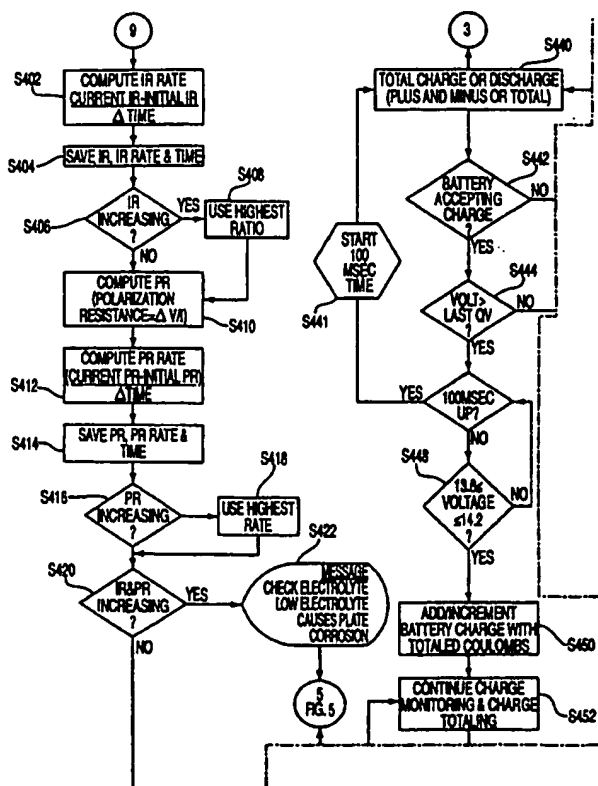 9
S402
COMPUTE IR RATE
CURRENT IR-INITIAL IR
Δ TIME
S404
SAVE IR, IR RATE & TIME
S406
IR
INCREASING
?
YES
NO
S408
USE HIGHEST
RATIO
COMPUTE PR
(POLARIZATION
RESISTANCE=Δ V/I)
S410
S412
COMPUTE PR RATE
(CURRENT PR-INITIAL PR)
ΔTIME
S414
SAVE PR, PR RATE &
TIME
S416
PR
INCREASING
?
S418
USE HIGHEST
RATE
S420
IR&PR
INCREASING
?
YES
NO
S422
MESSAGE
CHECK ELECTROLYTE
LOW ELECTROLYTE
CAUSES PLATE
CORROSION
5
FIG. 5
3
S440
TOTAL CHARGE OR DISCHARGE
(PLUS AND MINUS OR TOTAL)
S442
BATTERY
ACCEPTING
CHARGE
?
NO
YES
START
100
MSEC
TIME
S441
S444
VOLT>
LAST OV
?
NO
YES
100MSEC
UP?
YES
NO
S448
13.8≤
VOLTAGE
≤14.2
?
NO
YES
ADD/INCREMENT
BATTERY CHARGE WITH
TOTALED COULOMBS
S450
CONTINUE CHARGE
MONITORING & CHARGE
TOTALING
S452